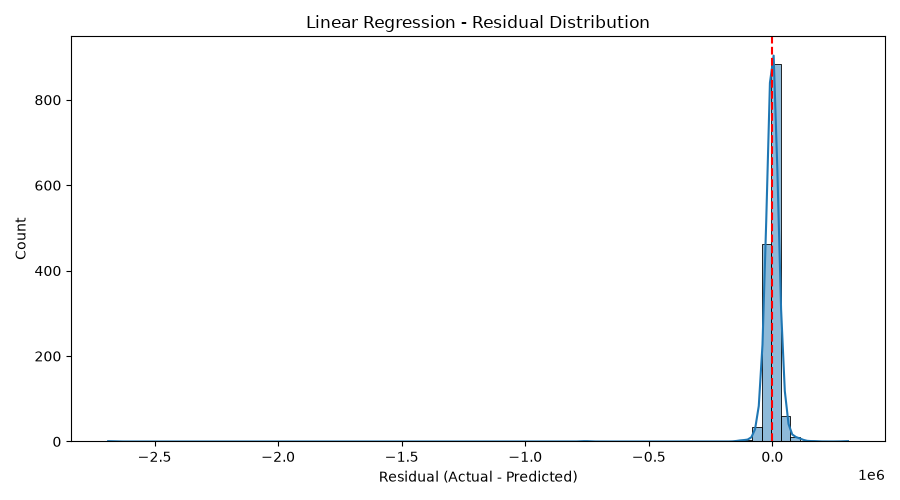 Linear Regression - Residual Distribution
Count
800
600
400
200
0
−2.5 −2.0 −1.5 −1.0 −0.5 0.0
1e6
Residual (Actual - Predicted)